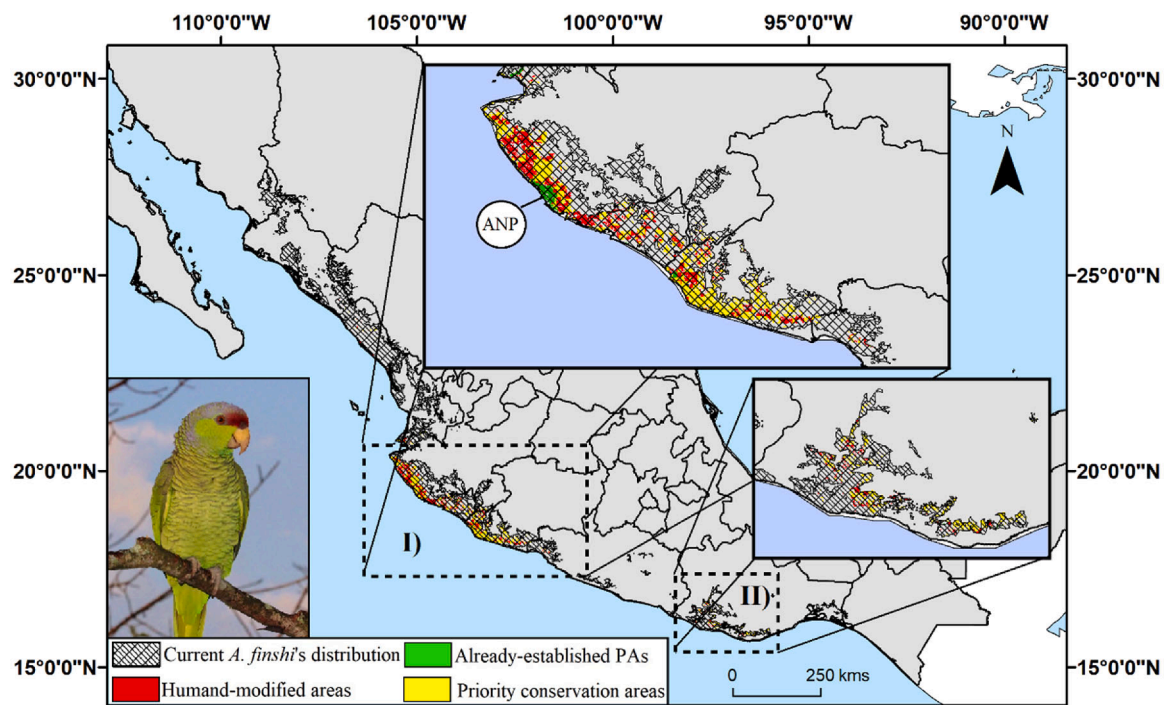 110°0'0"W 105°0'0"W 100°0'0"W 95°0'0"W 90°0'0"W
30°0'0"N 30°0'0"N
N
ANP
25°0'0"N 25°0'0"N
20°0'0"N 20°0'0"N
I)
II)
15°0'0"N 15°0'0"N
Current A. finshi's distribution Already-established PAs
Humand-modified areas Priority conservation areas
0 250 kms